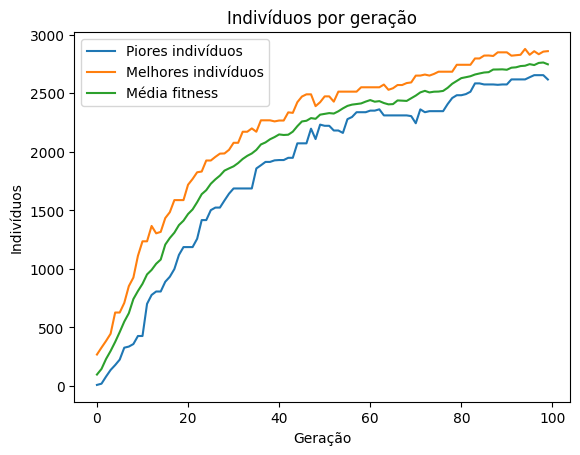 Indivíduos por geração
Piores indivíduos
Melhores indivíduos
Média fitness
Indivíduos
3000
2500
2000
1500
1000
500
0
0 20 40 60 80 100
Geração